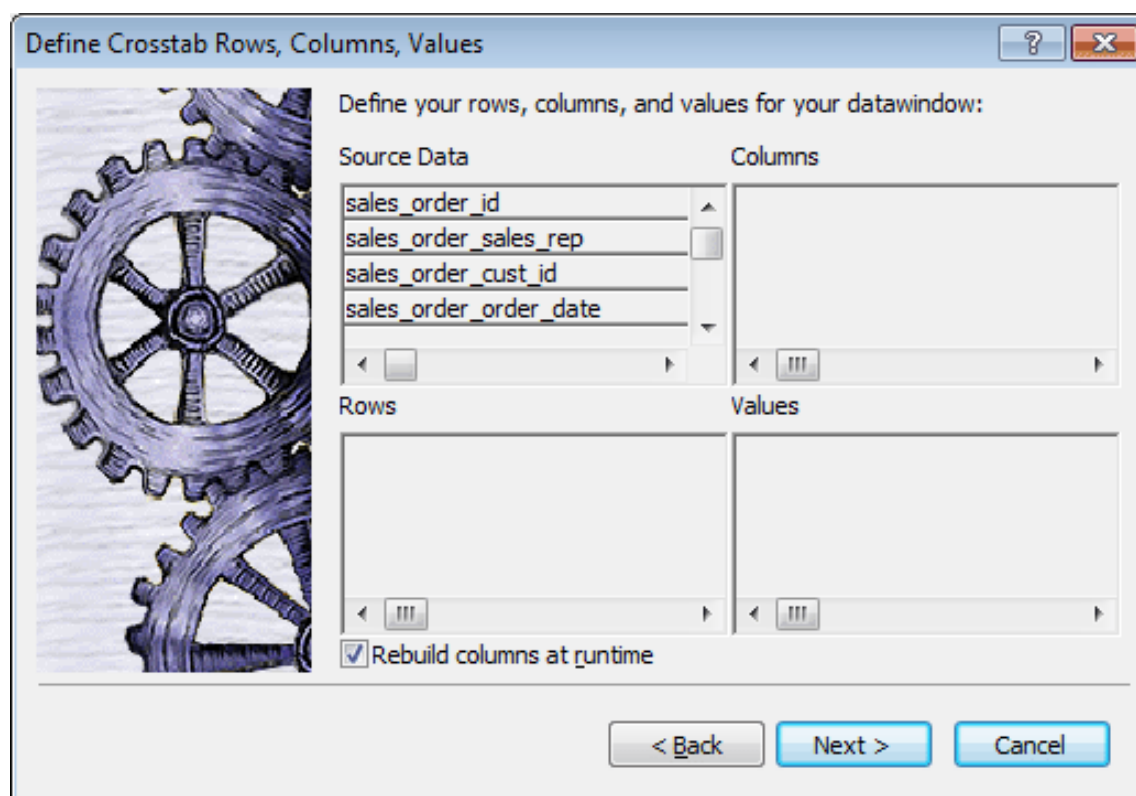 Define Crosstab Rows, Columns, Values
Define your rows, columns, and values for your datawindow:
Source Data
Columns
sales_order_id
sales_order_sales_rep
sales_order_cust_id
sales_order_order_date
Rows
Values
Rebuild columns at runtime
< Back
Next >
Cancel